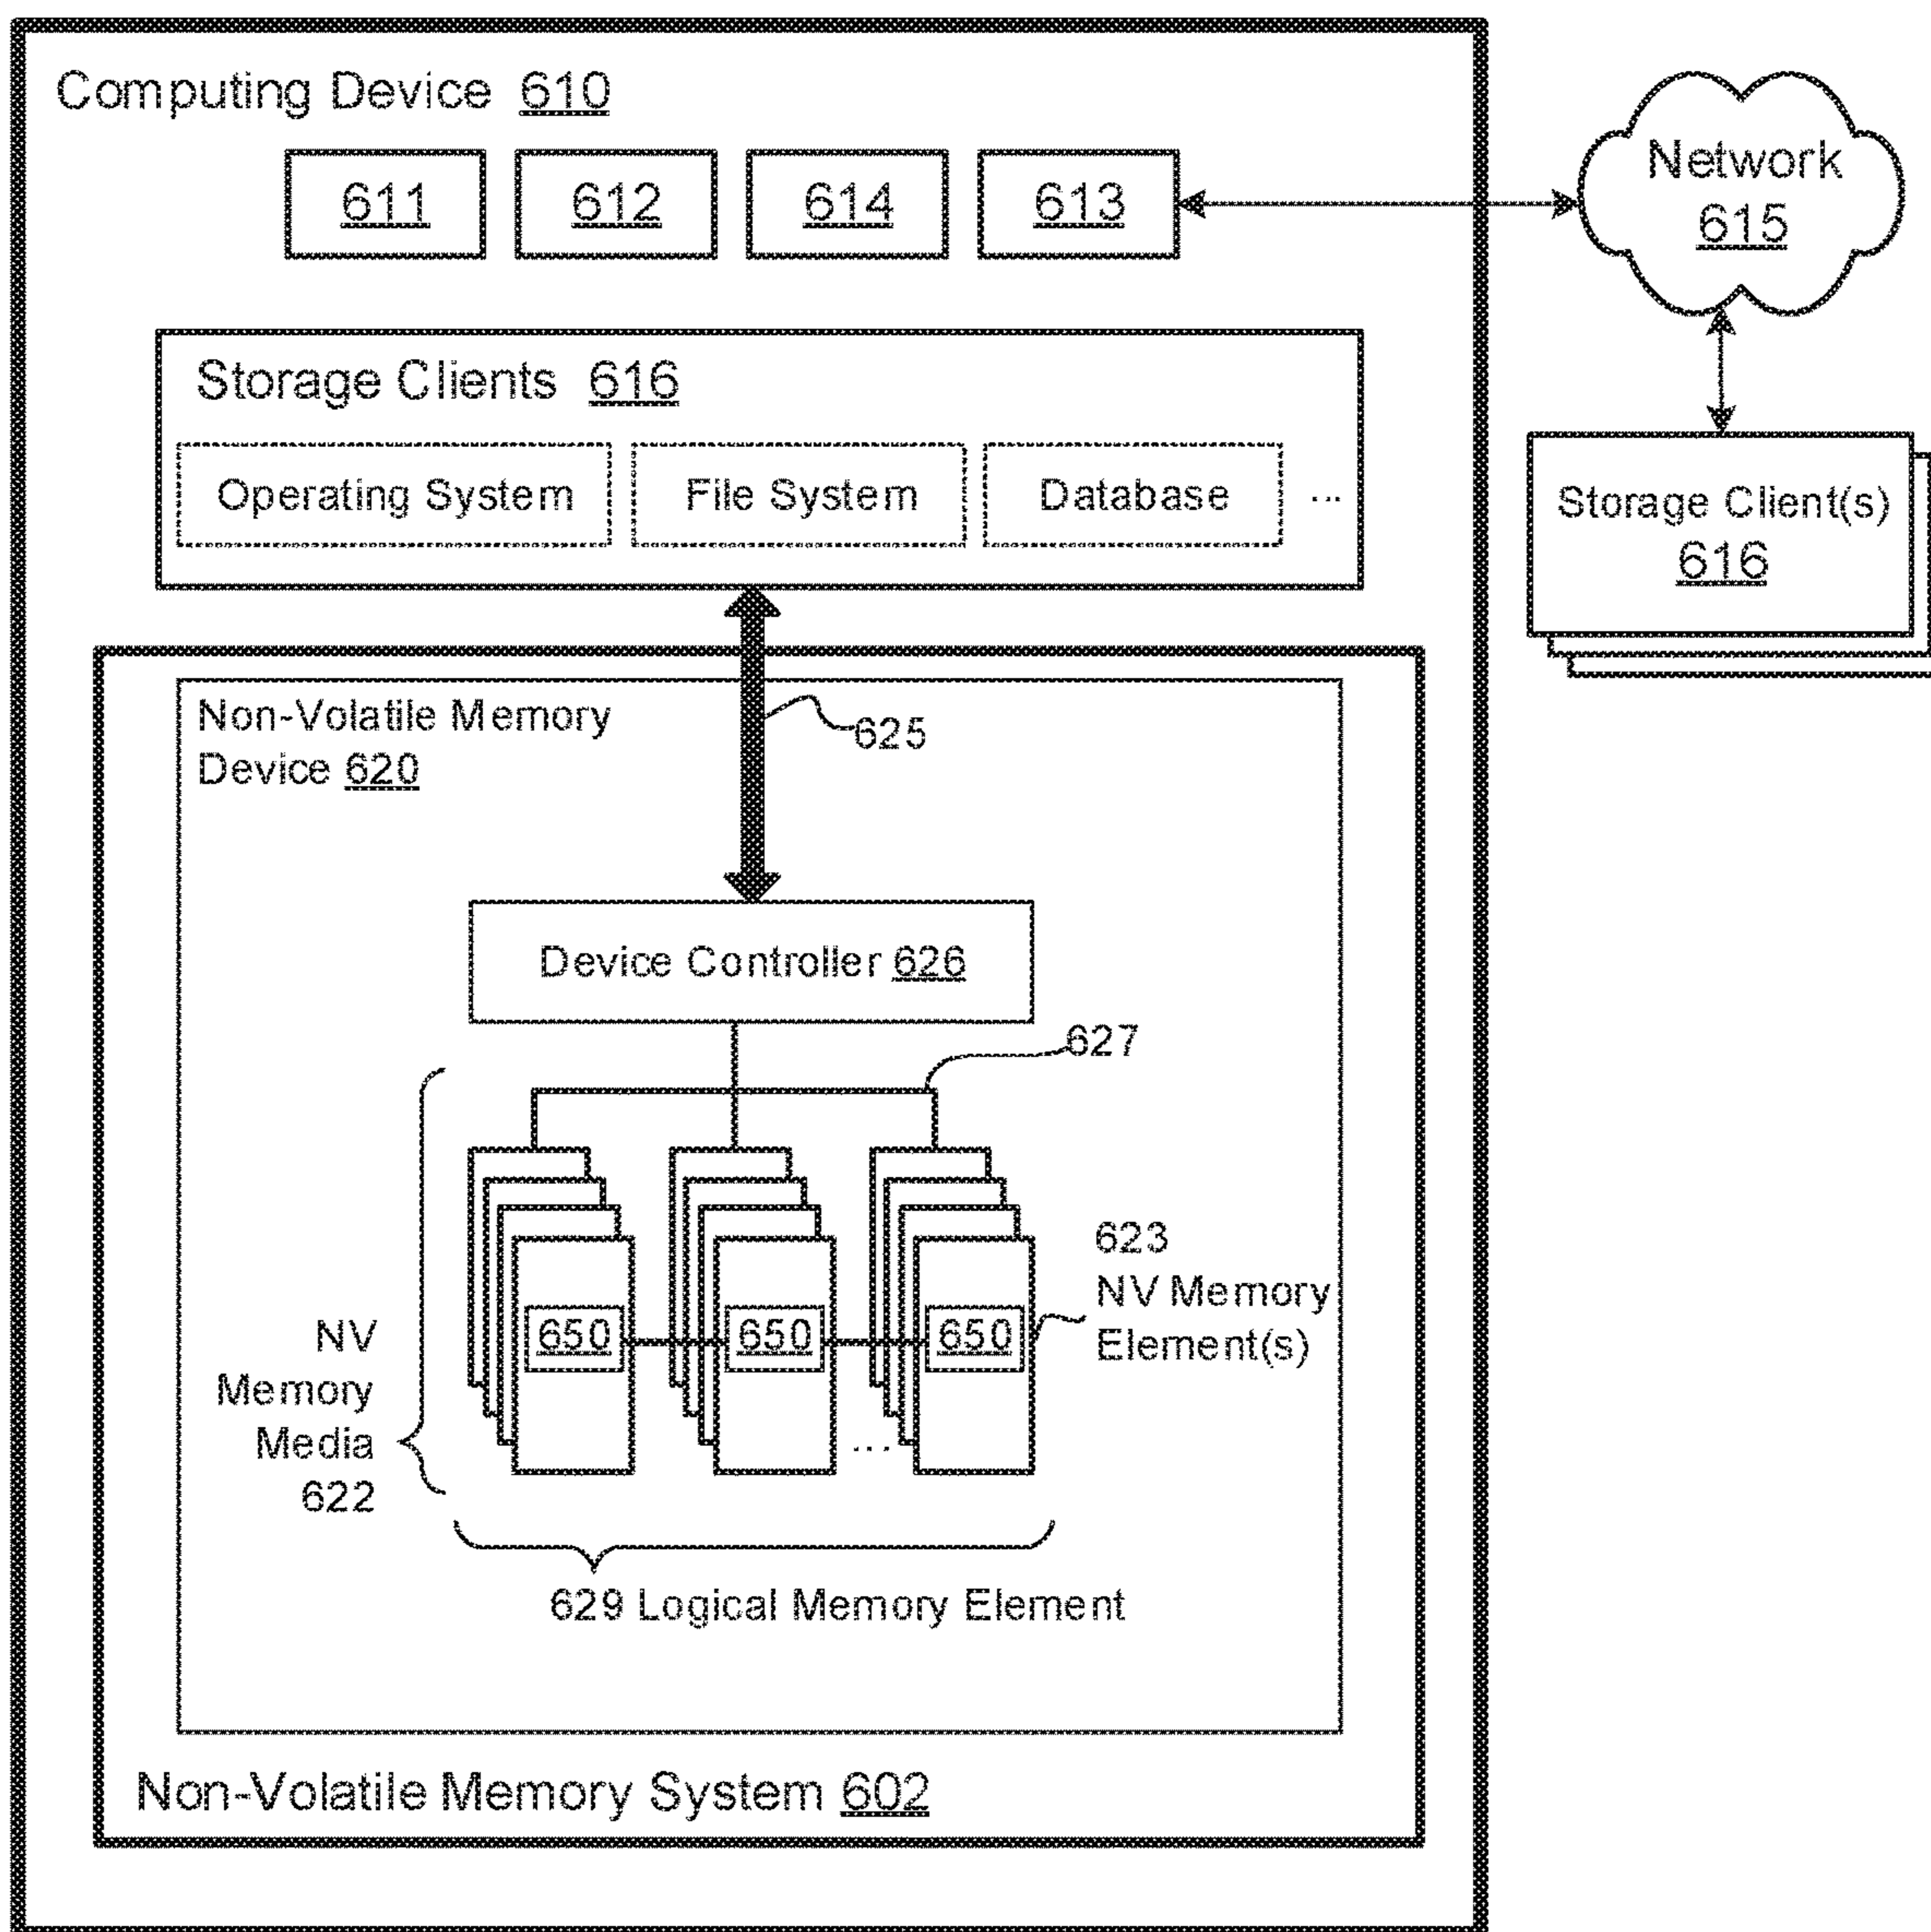 Computing Device 610
611
612
614
613
Network
615
Storage Clients 616
Operating System
File System
Database
...
Storage Client(s)
616
Non-Volatile Memory
Device 620
625
Device Controller 626
627
623
NV Memory
Element(s)
650
650
650
NV
Memory
Media
622
...
629 Logical Memory Element
Non-Volatile Memory System 602